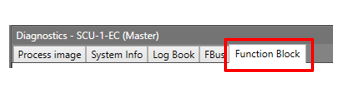 Diagnostics - SCU-1-EC (Master)
Process image System Info Log Book FBus Function Block